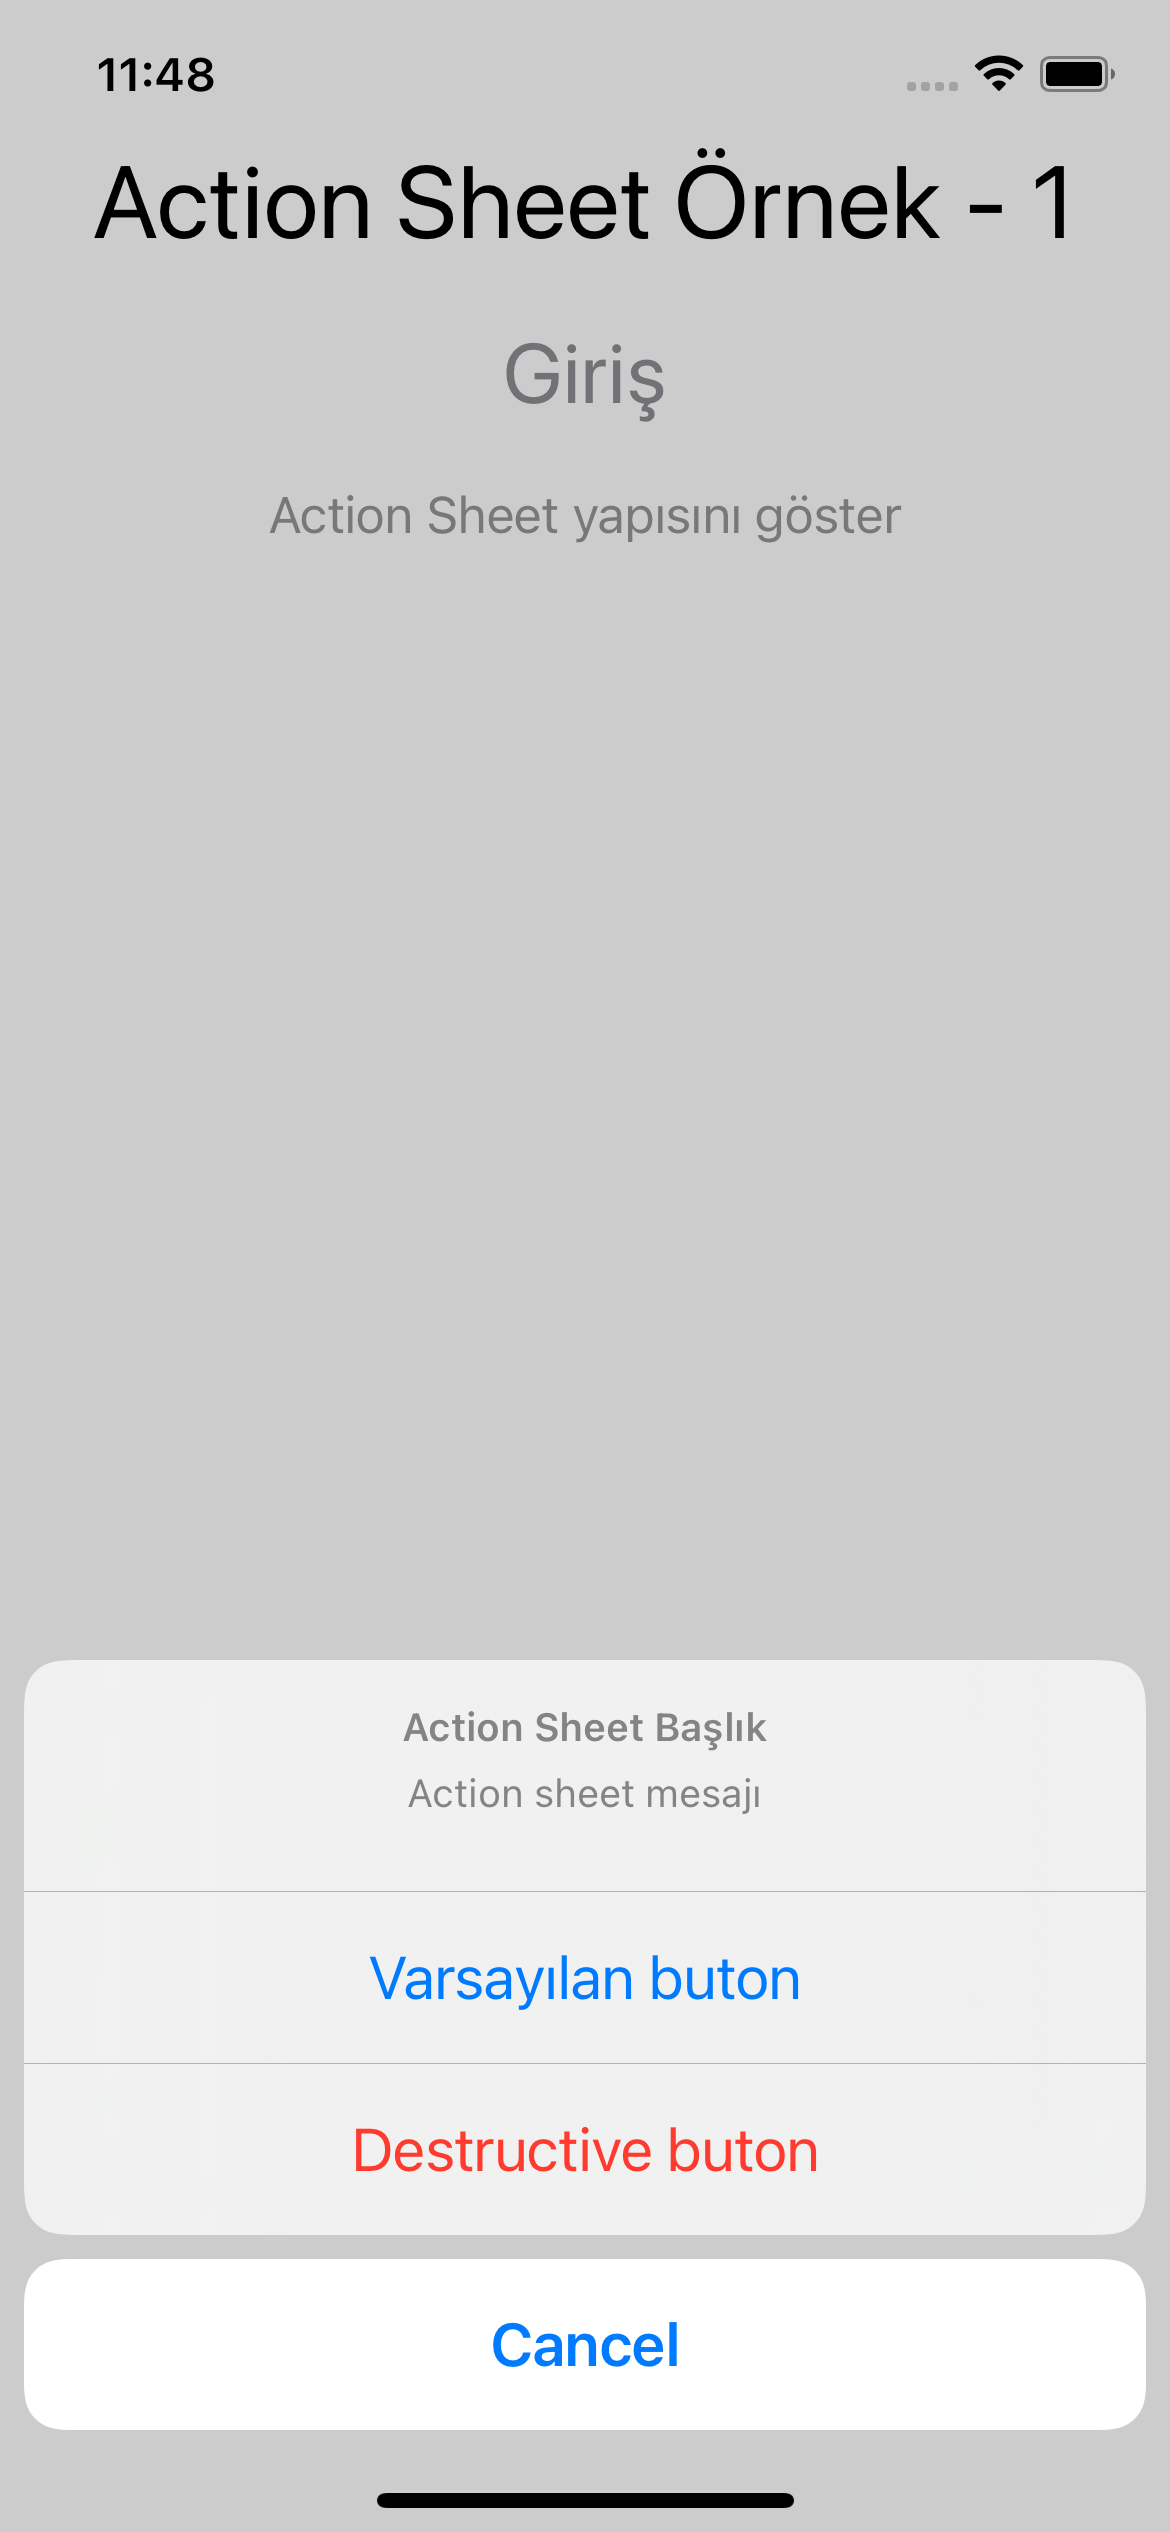 11:48
Action Sheet Örnek - 1
Giriş
Action Sheet yapısını göster
Action Sheet Başlık
Action sheet mesajı
Varsayılan buton
Destructive buton
Cancel